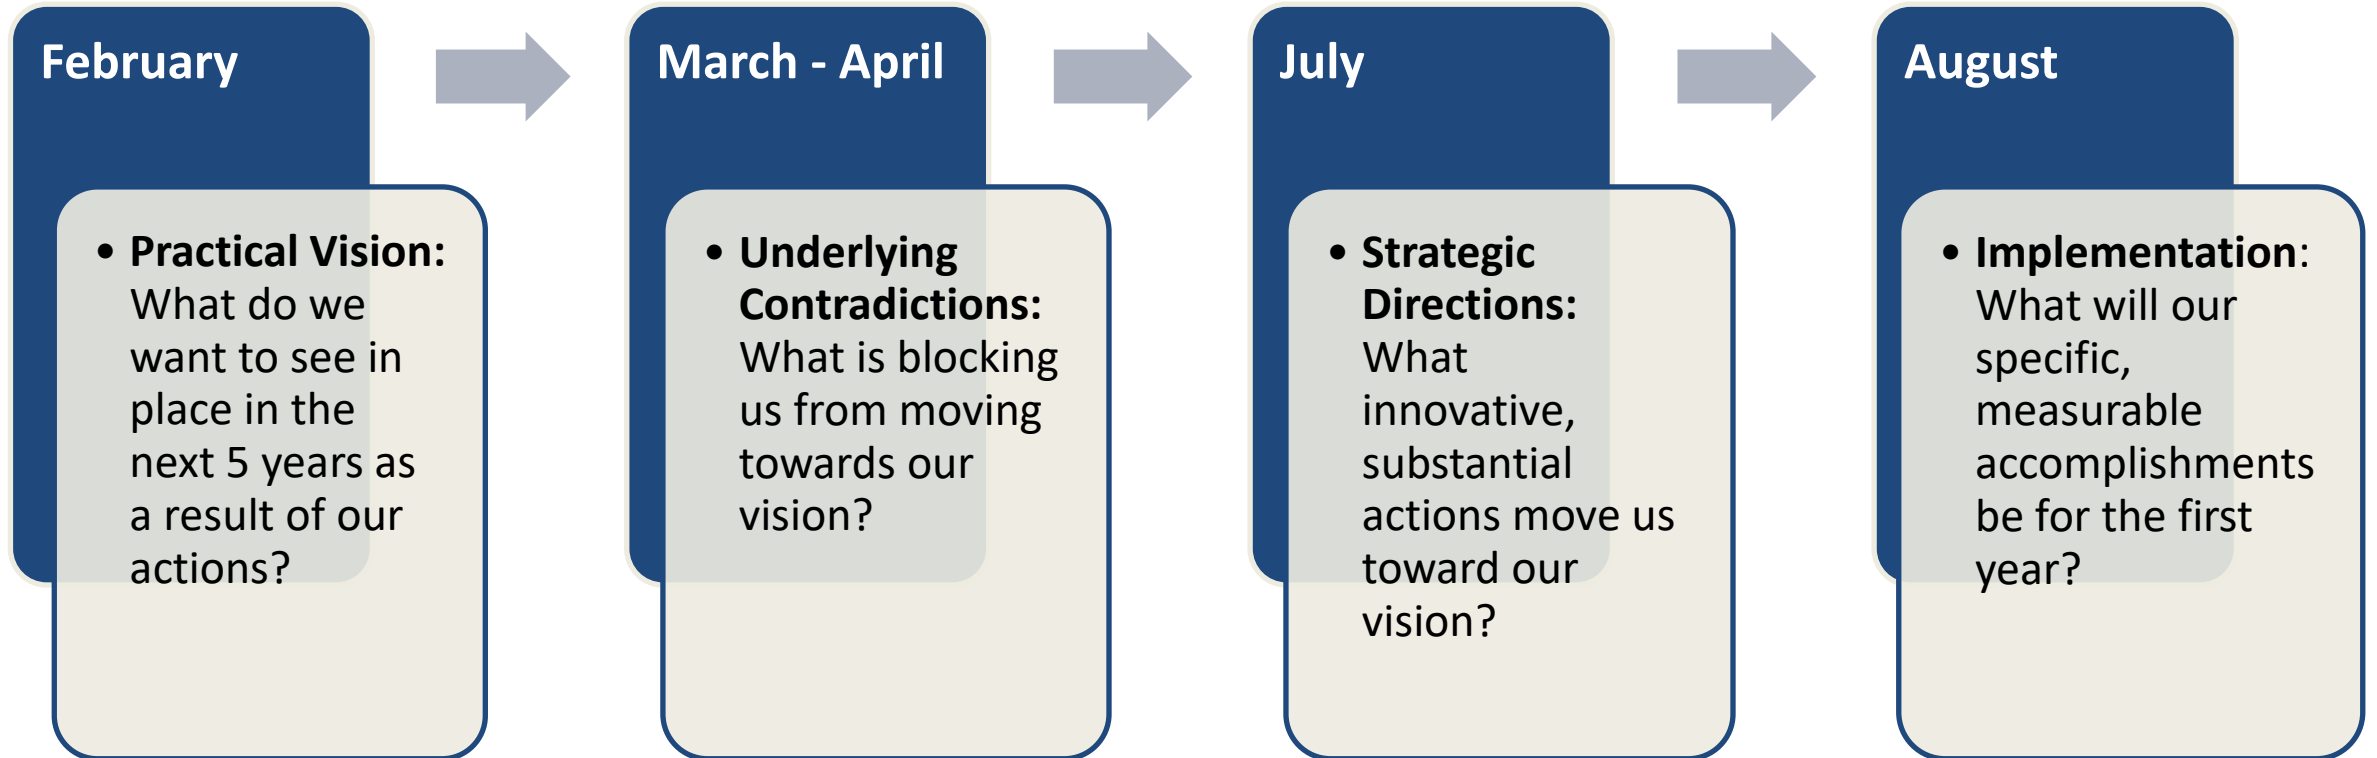 February
• Practical Vision:
What do we
want to see in
place in the
next 5 years as
a result of our
actions?
March - April
• Underlying
Contradictions:
What is blocking
us from moving
towards our
vision?
July
• Strategic
Directions:
What
innovative,
substantial
actions move us
toward our
vision?
August
• Implementation:
What will our
specific,
measurable
accomplishments
be for the first
year?